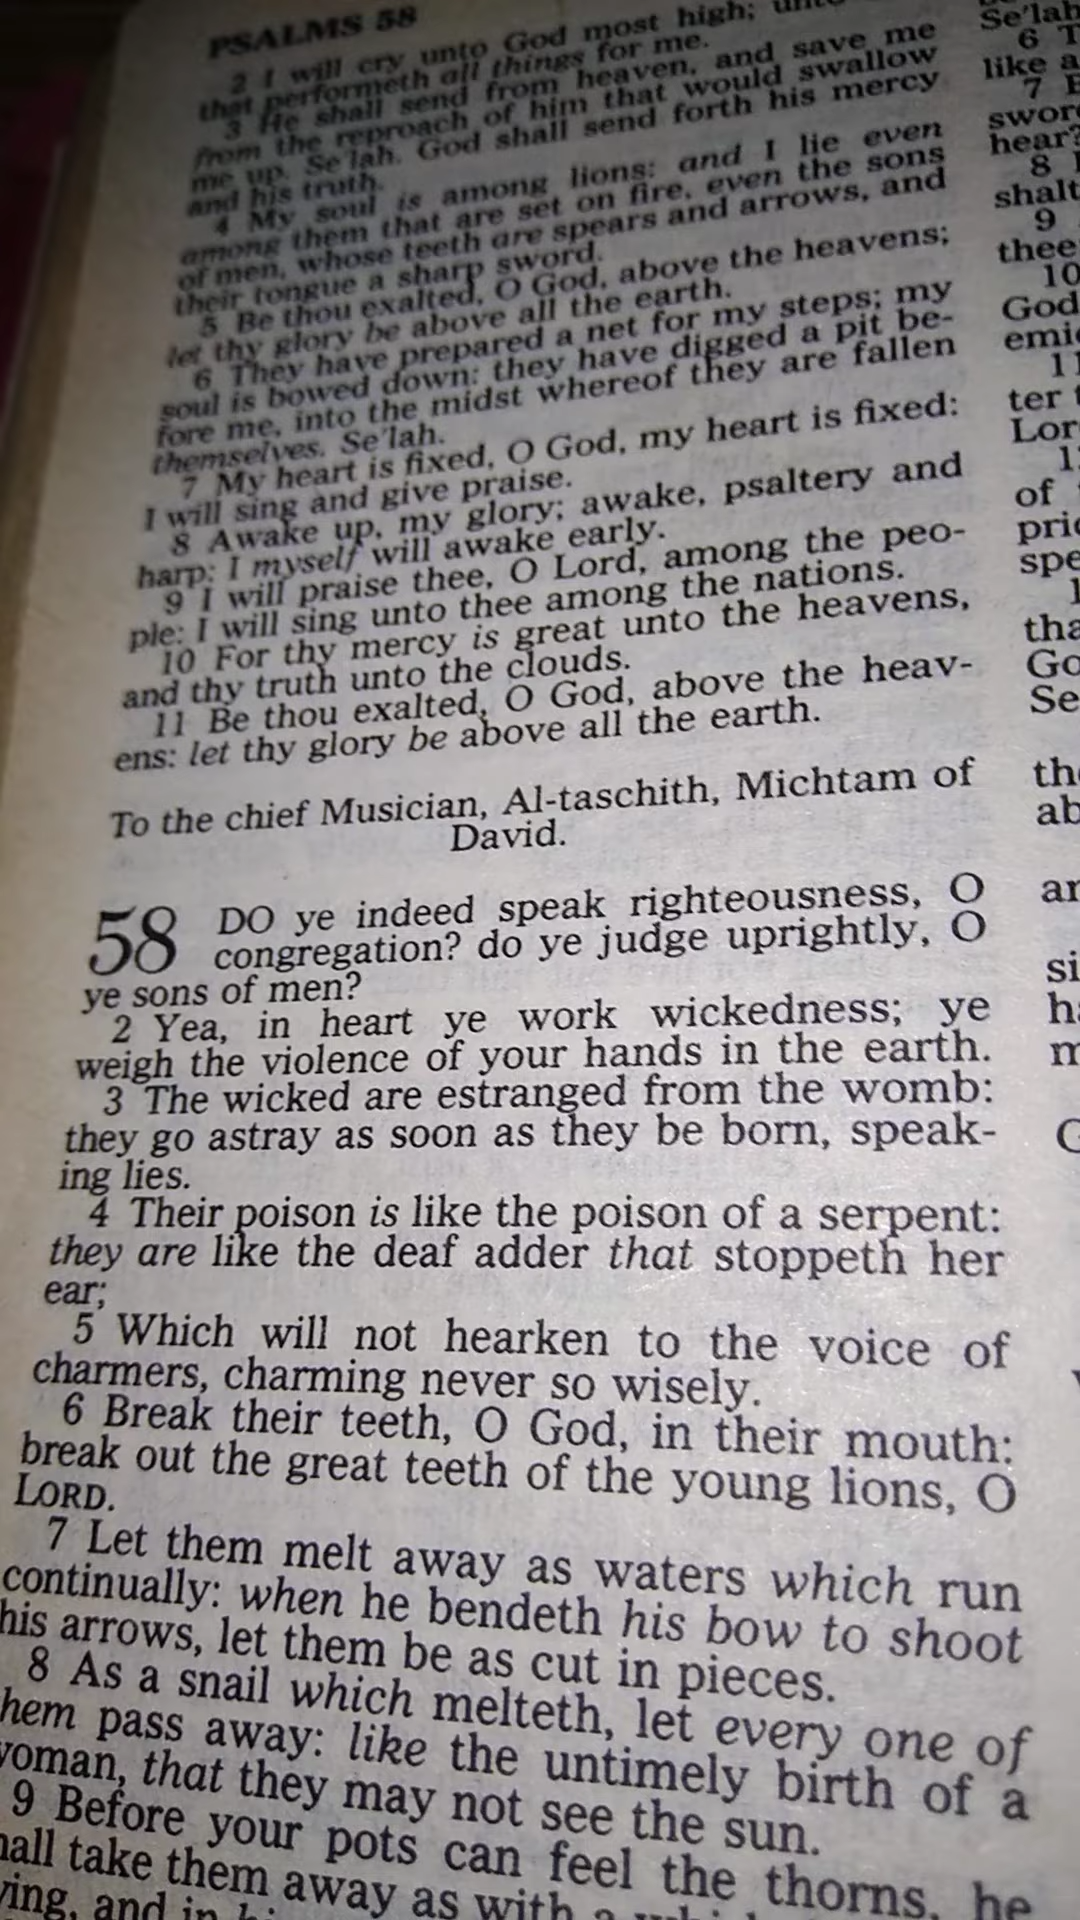 PSALMS 58
2 I will cry unto God most high; unto
that performeth all things for me.
3 He shall send from heaven, and save me
from the reproach of him that would swallow
me up. Se'lah. God shall send forth his mercy
and his truth.
4 My soul is among lions: and I lie even
among them that are set on fire, even the sons
of men, whose teeth are spears and arrows, and
their tongue a sharp sword.
5 Be thou exalted, O God, above the heavens;
let thy glory be above all the earth.
6 They have prepared a net for my steps; my
soul is bowed down: they have digged a pit be-
fore me, into the midst whereof they are fallen
themselves. Se'lah.
7 My heart is fixed, O God, my heart is fixed:
I will sing and give praise.
8 Awake up, my glory; awake, psaltery and
harp: I myself will awake early.
9 I will praise thee, O Lord, among the peo-
ple: I will sing unto thee among the nations.
10 For thy mercy is great unto the heavens,
and thy truth unto the clouds.
11 Be thou exalted, O God, above the heav-
ens: let thy glory be above all the earth.
To the chief Musician, Al-taschith, Michtam of
David.
58 DO ye indeed speak righteousness, O
congregation? do ye judge uprightly, O
ye sons of men?
2 Yea, in heart ye work wickedness; ye
weigh the violence of your hands in the earth.
3 The wicked are estranged from the womb:
they go astray as soon as they be born, speak-
ing lies.
4 Their poison is like the poison of a serpent:
they are like the deaf adder that stoppeth her
ear;
5 Which will not hearken to the voice of
charmers, charming never so wisely.
6 Break their teeth, O God, in their mouth:
break out the great teeth of the young lions, O
LORD.
7 Let them melt away as waters which run
continually: when he bendeth his bow to shoot
his arrows, let them be as cut in pieces.
8 As a snail which melteth, let every one of
hem pass away: like the untimely birth of a
woman, that they may not see the sun.
9 Before your pots can feel the thorns, he
take them away as with a
and in
Se'lah
6 T
like a
7
hear?
8
shalt
9
thee
10
God
11
ter
Lor
of
pri
spe
tha
Go
Se
the
ab
ar
si
ha
m
G